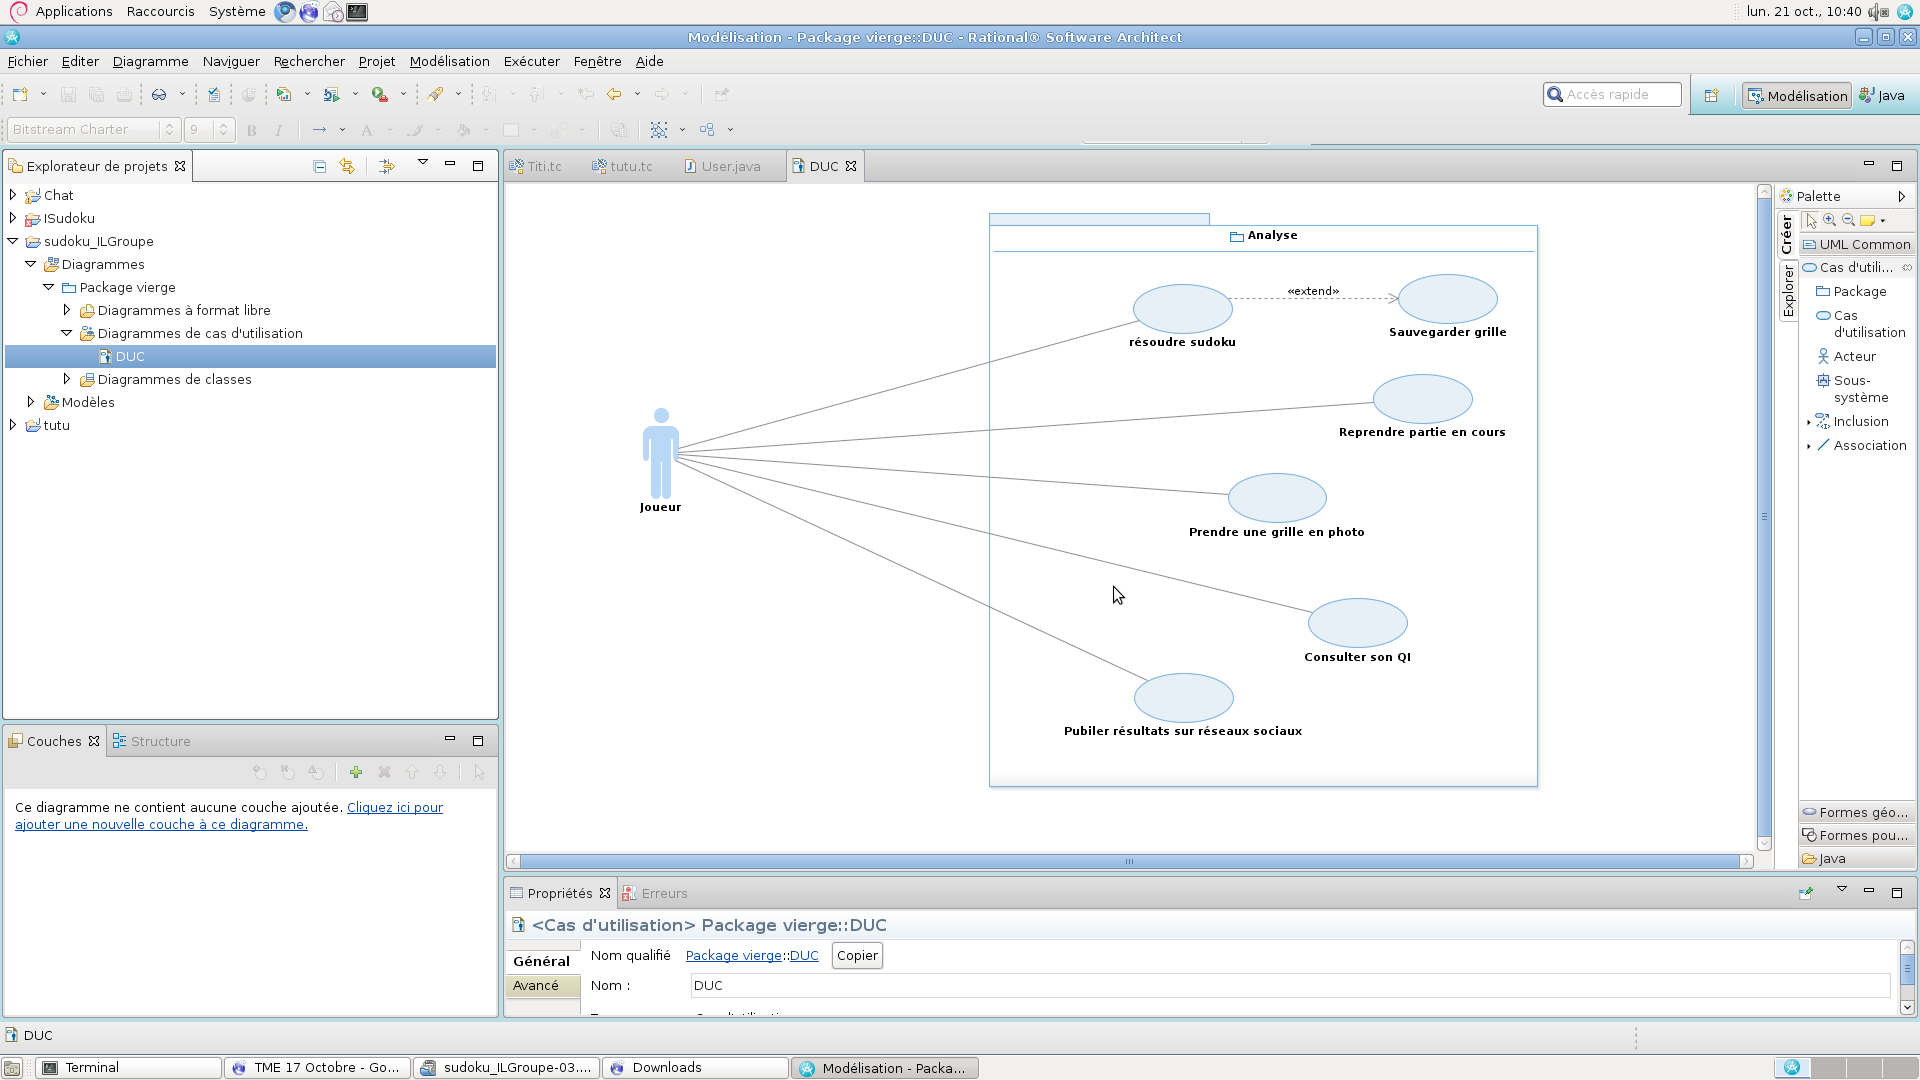 Applications Raccourcis Système lun. 21 oct., 10:40
Modélisation - Package vierge::DUC - Rational® Software Architect
Fichier Editer Diagramme Naviguer Rechercher Projet Modélisation Exécuter Fenêtre Aide
Accès rapide Modélisation Java
Bitstream Charter 9 B I A
Explorateur de projets
Chat
ISudoku
sudoku_ILGroupe
Diagrammes
Package vierge
Diagrammes à format libre
Diagrammes de cas d'utilisation
DUC
Diagrammes de classes
Modèles
tutu
Couches Structure
Ce diagramme ne contient aucune couche ajoutée. Cliquez ici pour
ajouter une nouvelle couche à ce diagramme.
Titi.tc tutu.tc User.java DUC
Analyse
«extend»
résoudre sudoku
Sauvegarder grille
Reprendre partie en cours
Joueur
Prendre une grille en photo
Consulter son QI
Pubiler résultats sur réseaux sociaux
Palette
Créer
Explorer
UML Common
Cas d'utili...
Package
Cas
d'utilisation
Acteur
Sous-
système
Inclusion
Association
Formes géo...
Formes pou...
Java
Propriétés Erreurs
<Cas d'utilisation> Package vierge::DUC
Général
Avancé
Nom qualifié Package vierge::DUC Copier
Nom : DUC
DUC
Terminal TME 17 Octobre - Go... sudoku_ILGroupe-03.... Downloads Modélisation - Packa...